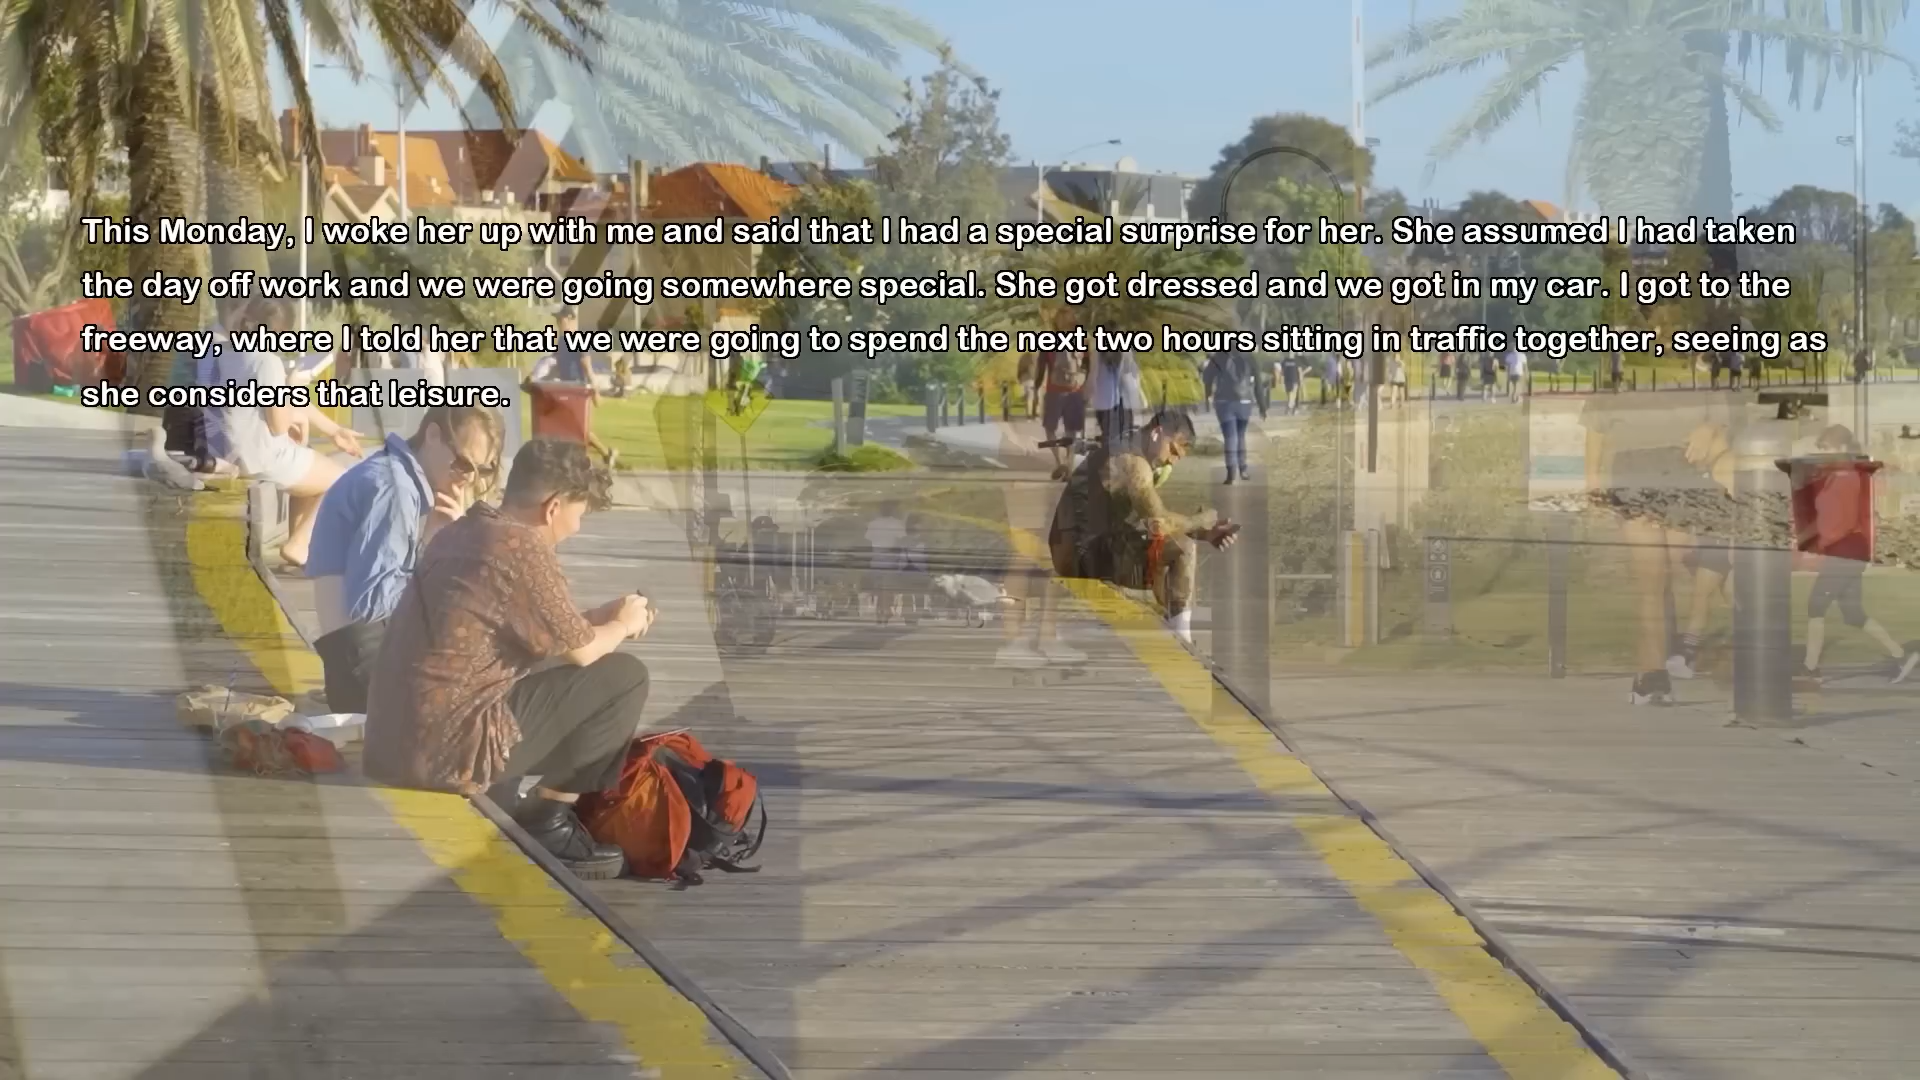 This Monday, I woke her up with me and said that I had a special surprise for her. She assumed I had taken
the day off work and we were going somewhere special. She got dressed and we got in my car. I got to the
freeway, where I told her that we were going to spend the next two hours sitting in traffic together, seeing as
she considers that leisure.